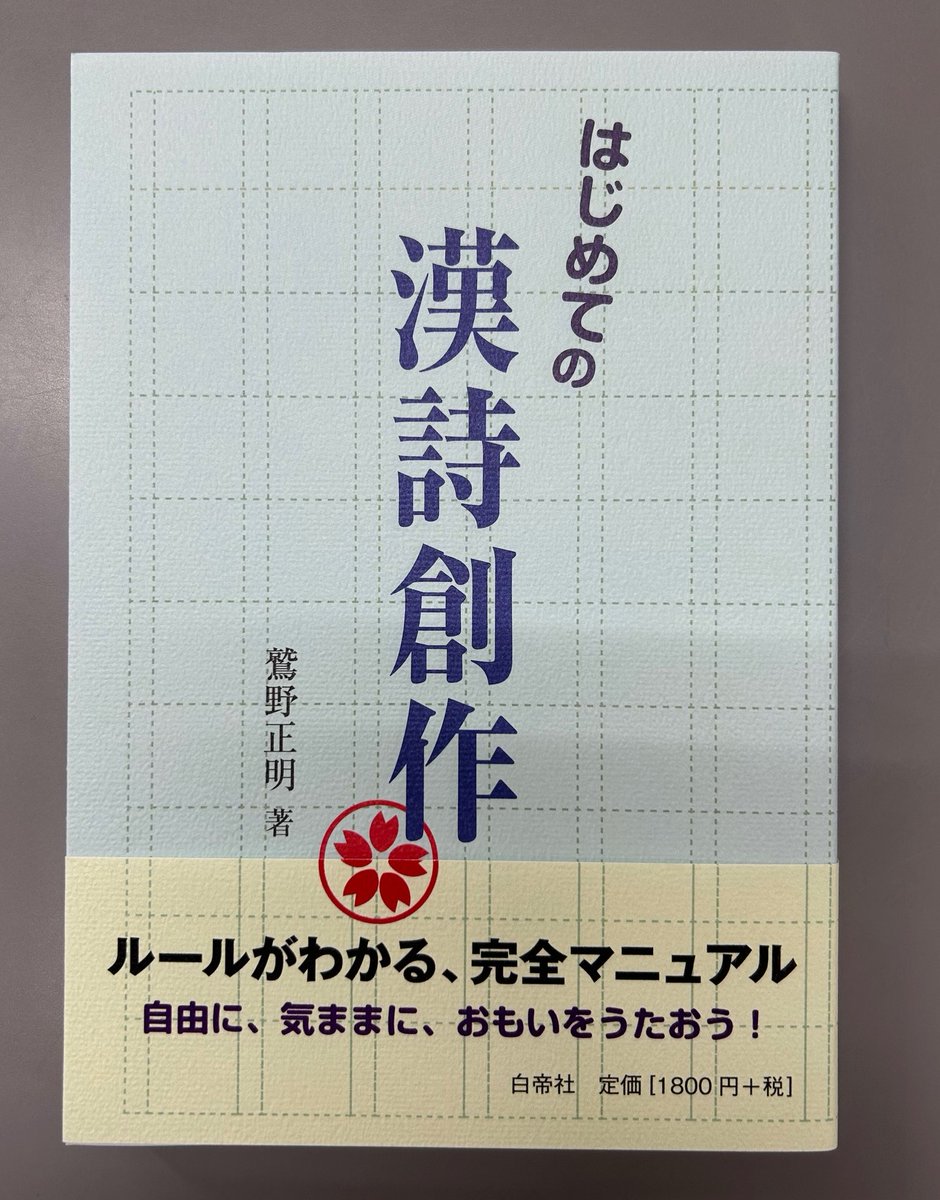 はじめての
漢詩創作
鷲野正明 著
ルールがわかる、完全マニュアル
自由に、気ままに、おもいをうたおう！
白帝社 定価[1800円＋税]